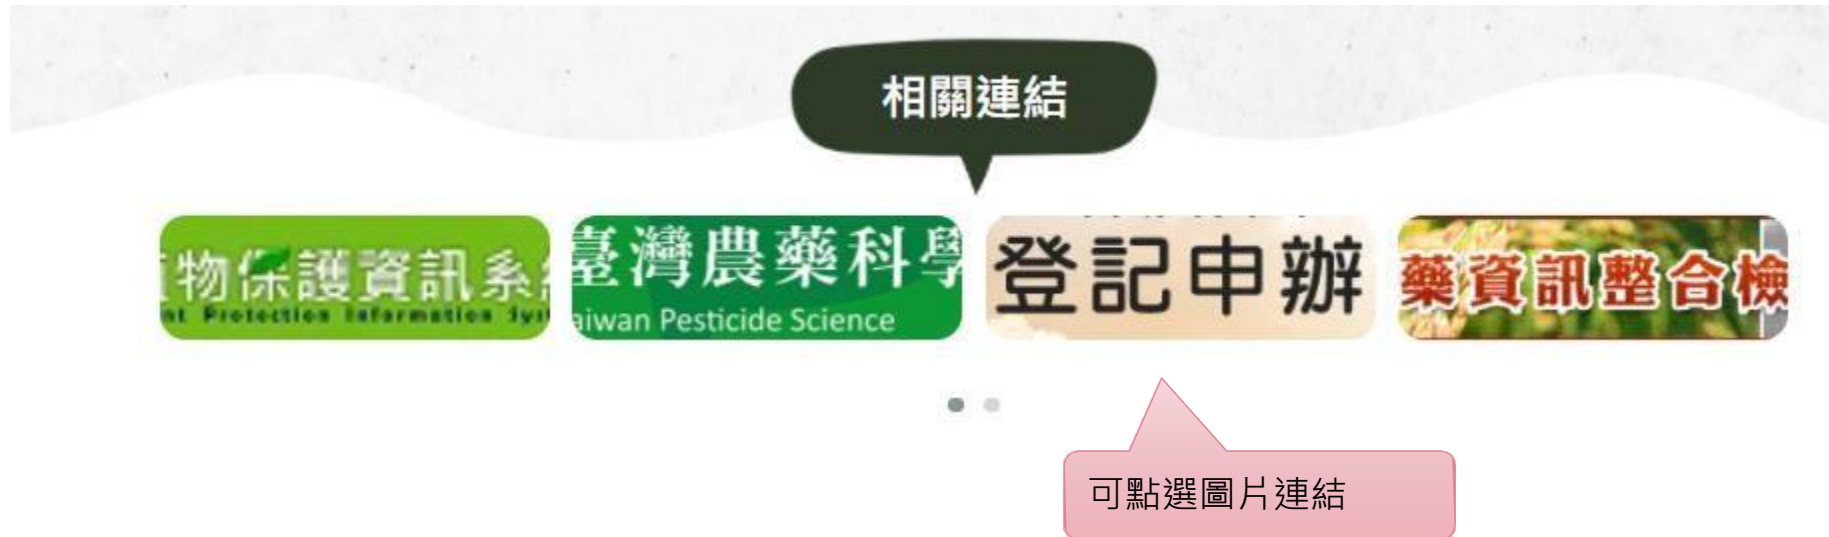 相關連結
物保護資訊系
nt Protection Information Sys
臺灣農藥科學
aiwan Pesticide Science
登記申辦
藥資訊整合檢
可點選圖片連結